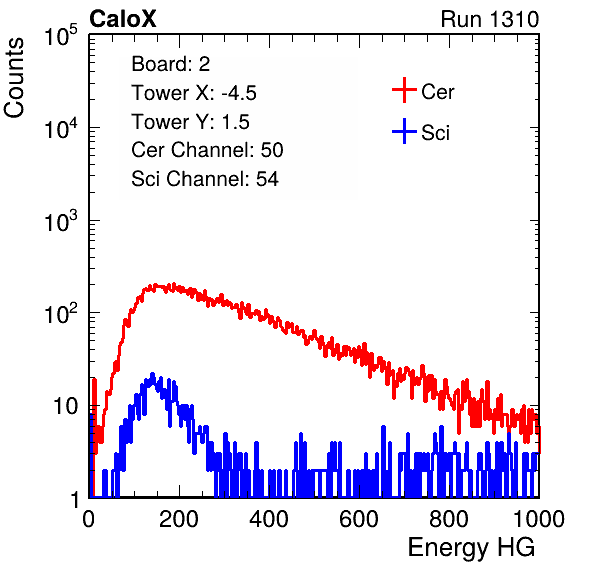 CaloX Run 1310
Counts
10^5
10^4
10^3
10^2
10
1
Board: 2
Tower X: -4.5
Tower Y: 1.5
Cer Channel: 50
Sci Channel: 54
Cer
Sci
0 200 400 600 800 1000
Energy HG